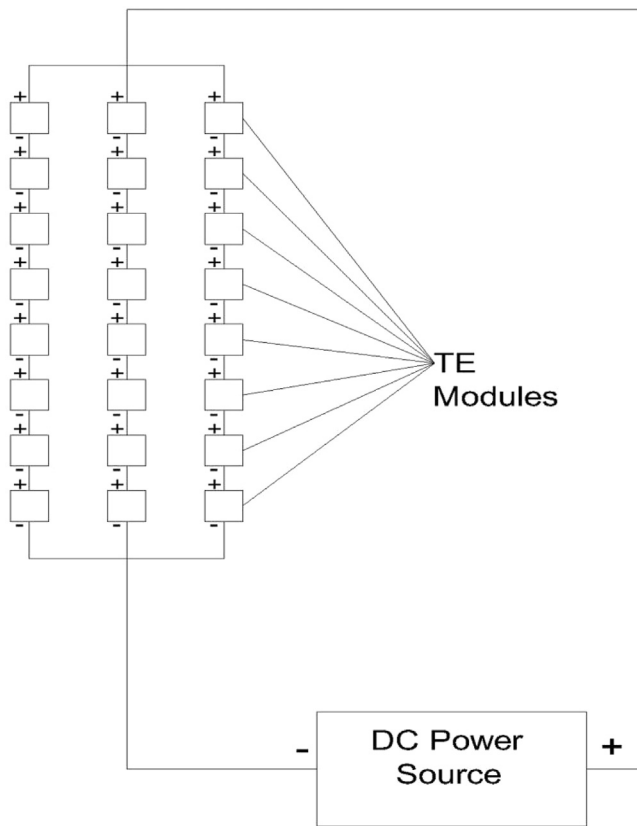 + + +
- - -
+ + +
- - -
+ + +
- - -
+ + +
- - -
+ + +
- - -
+ + +
- - -
+ + +
- - -
+ + +
- - -
TE
Modules
- DC Power +
Source